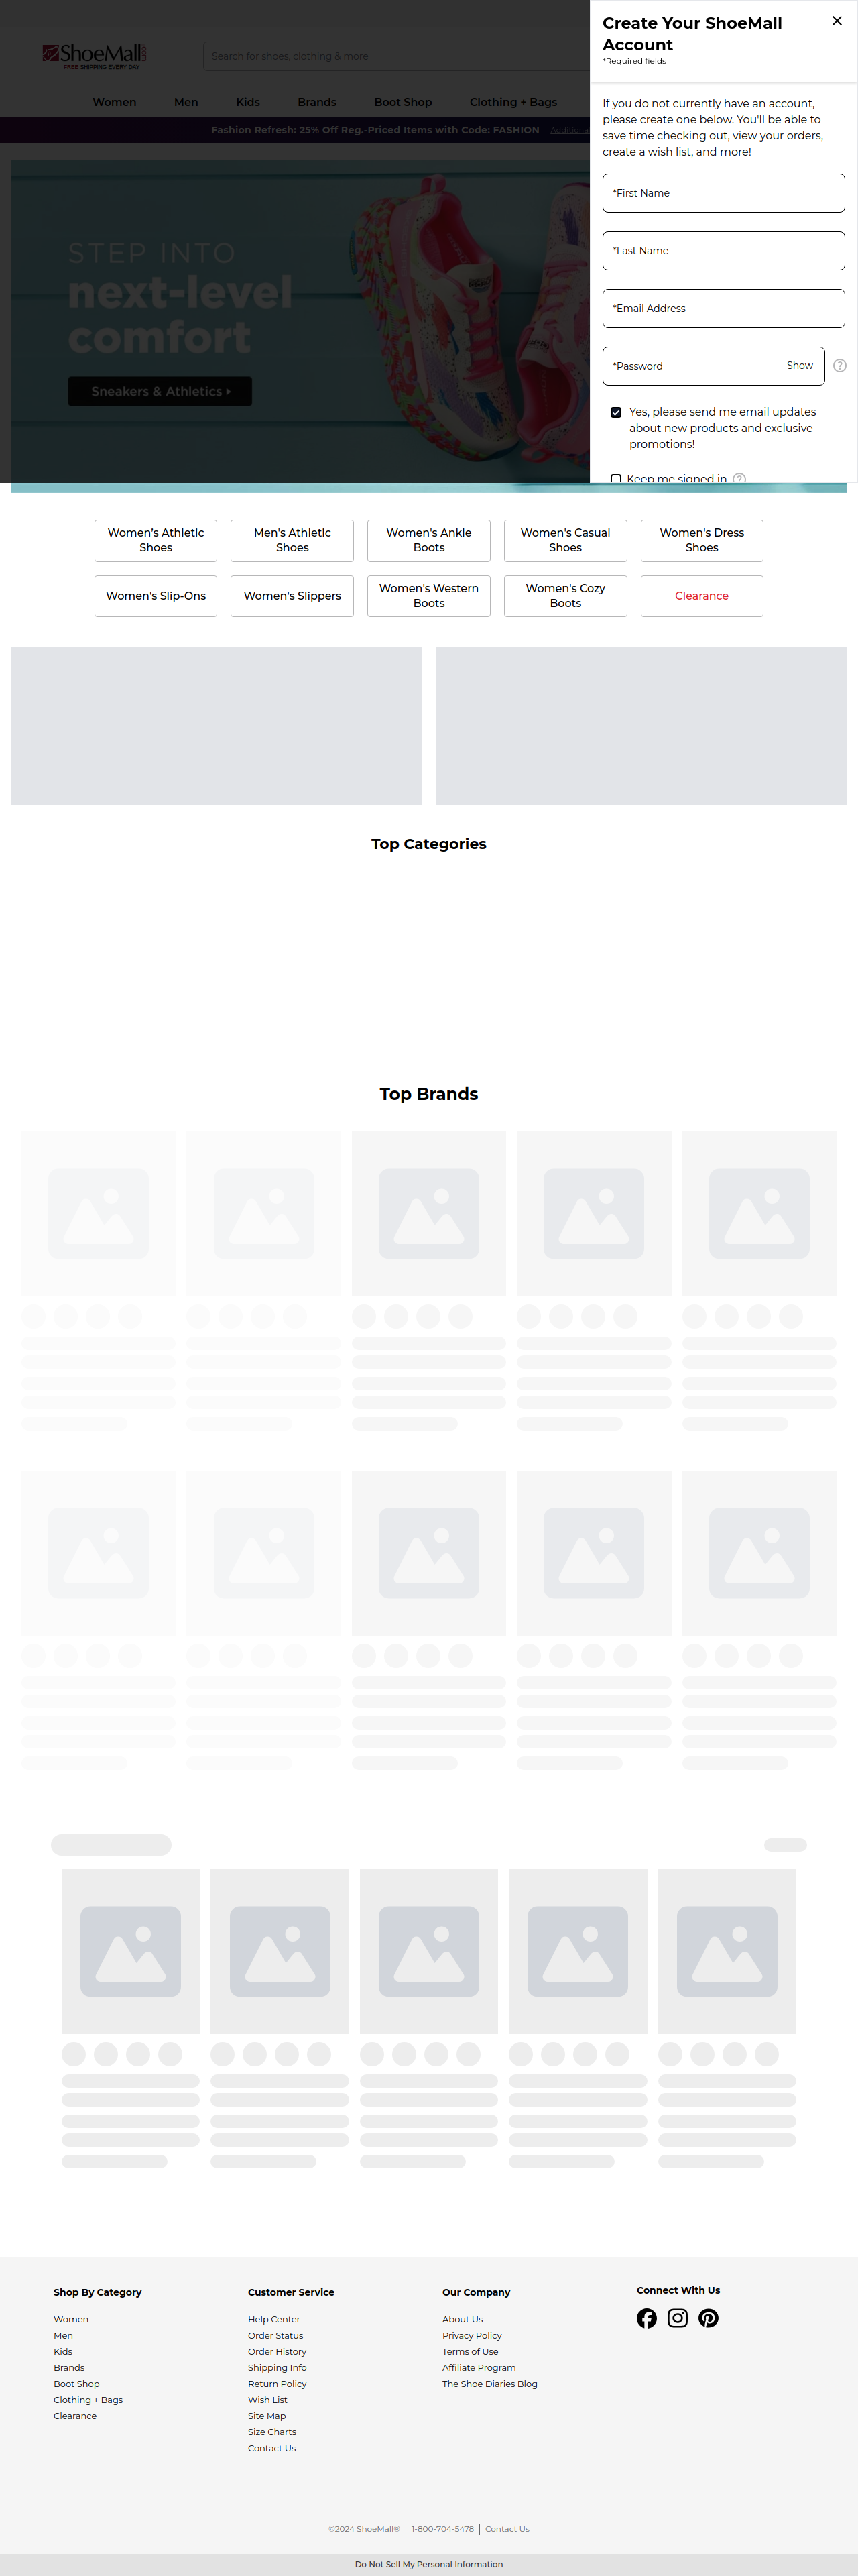 ShoeMall
.COM
FREE SHIPPING EVERY DAY
Search for shoes, clothing & more
Women
Men
Kids
Brands
Boot Shop
Clothing + Bags
Fashion Refresh: 25% Off Reg.-Priced Items with Code: FASHION
STEP INTO
next-level
comfort
Sneakers & Athletics
Create Your ShoeMall
Account
*Required fields
If you do not currently have an account,
please create one below. You'll be able to
save time checking out, view your orders,
create a wish list, and more!
*First Name
*Last Name
*Email Address
*Password
Show
?
Yes, please send me email updates
about new products and exclusive
promotions!
Keep me signed in
?
Women's Athletic
Shoes
Men's Athletic
Shoes
Women's Ankle
Boots
Women's Casual
Shoes
Women's Dress
Shoes
Women's Slip-Ons
Women's Slippers
Women's Western
Boots
Women's Cozy
Boots
Clearance
Top Categories
Top Brands
Shop By Category
Women
Men
Kids
Brands
Boot Shop
Clothing + Bags
Clearance
Customer Service
Help Center
Order Status
Order History
Shipping Info
Return Policy
Wish List
Site Map
Size Charts
Contact Us
Our Company
About Us
Privacy Policy
Terms of Use
Affiliate Program
The Shoe Diaries Blog
Connect With Us
©2024 ShoeMall®
1-800-704-5478
Contact Us
Do Not Sell My Personal Information